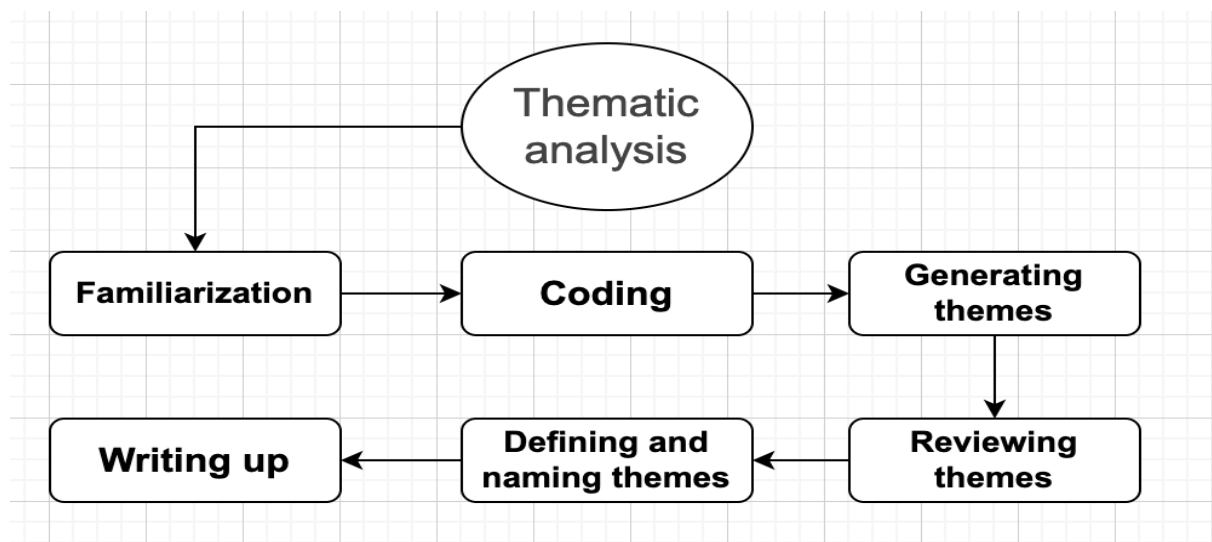 Thematic
analysis
Familiarization
Coding
Generating
themes
Reviewing
themes
Defining and
naming themes
Writing up